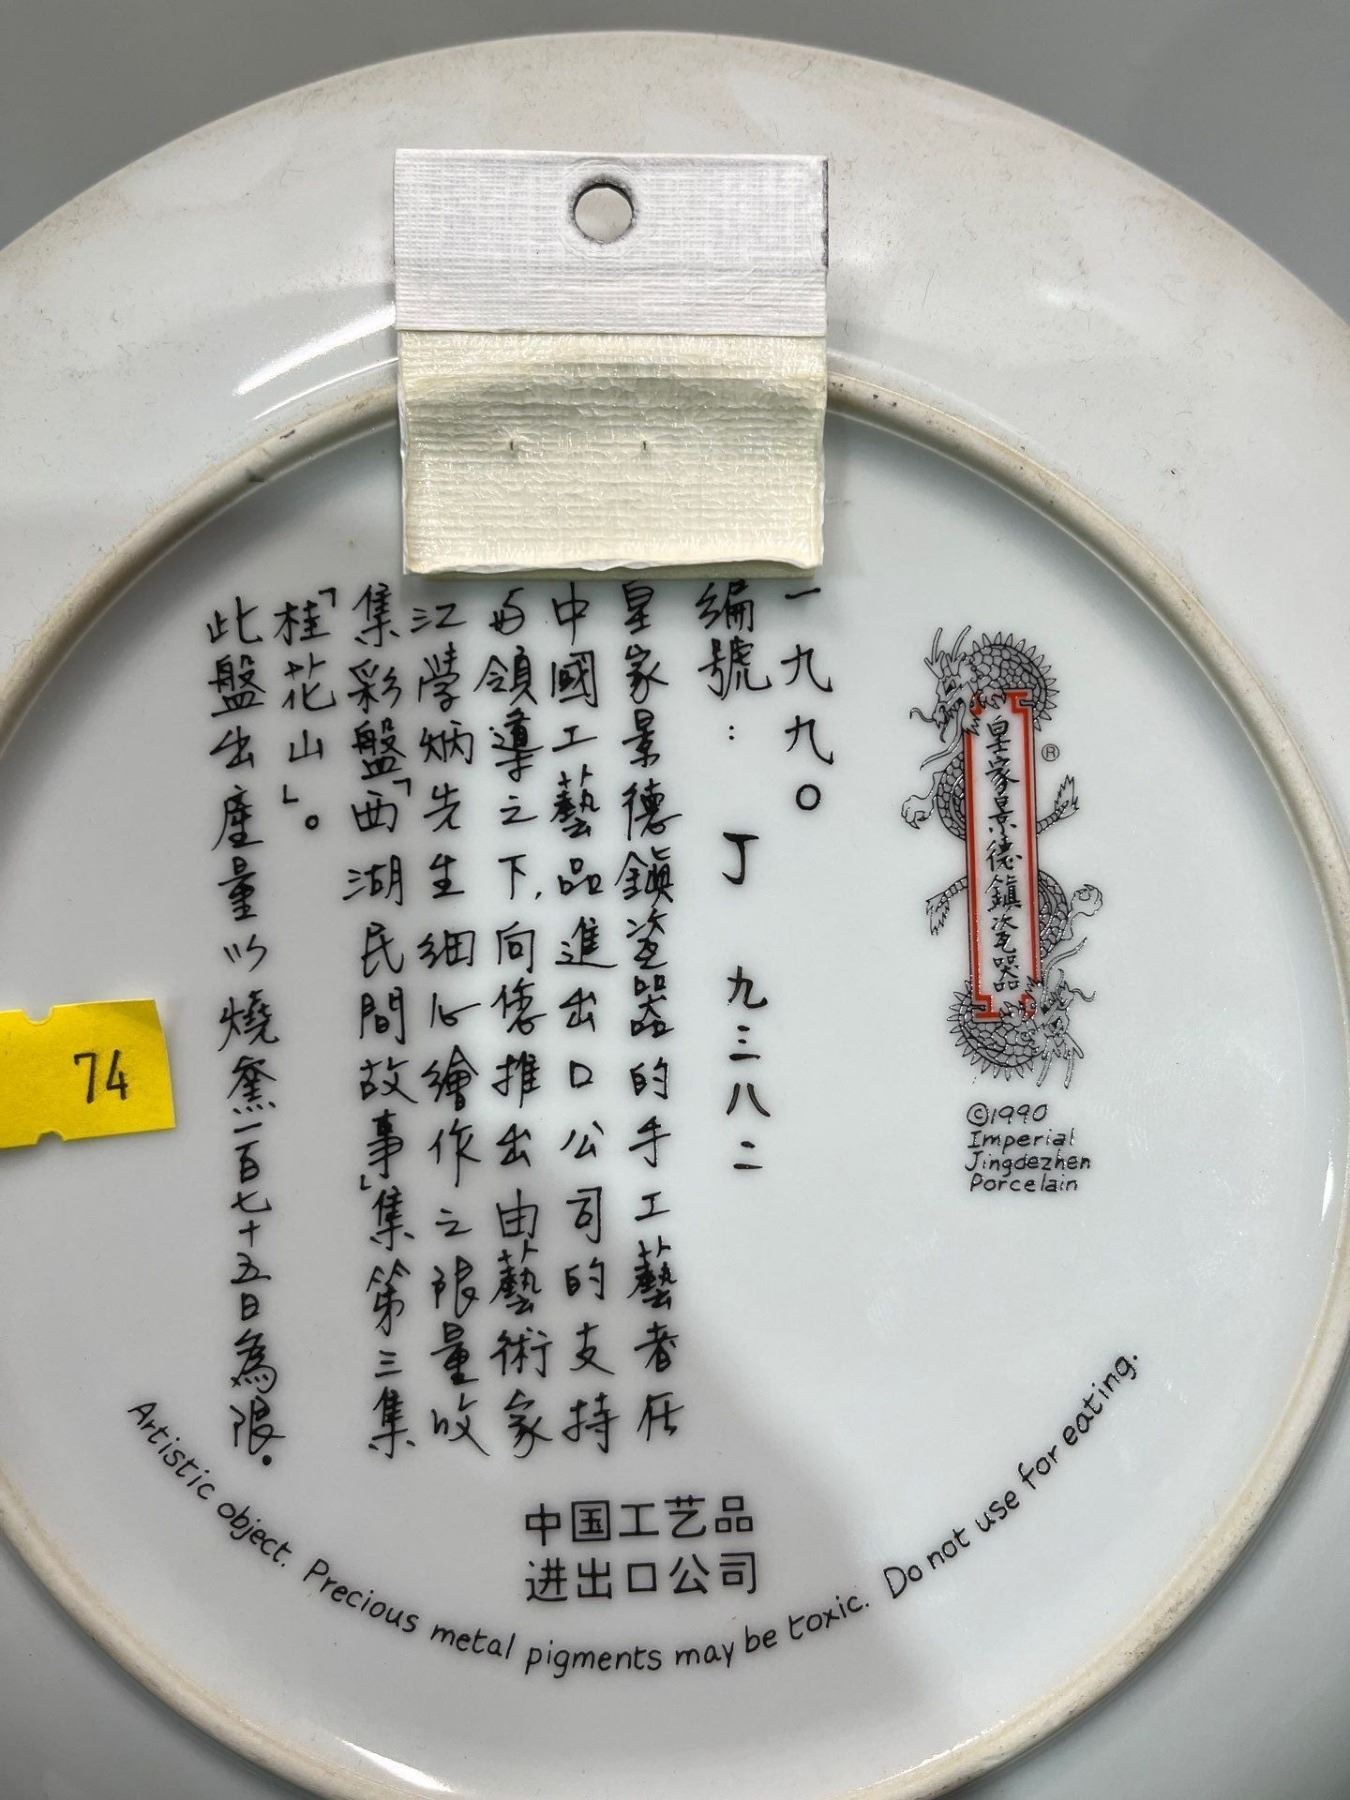 皇家景德鎮瓷器
®
©1990
Imperial
Jingdezhen
Porcelain
一九九〇
編號：丁 九三八二
皇家景德鎮瓷器的手工藝者在
中國工藝品進出口公司的支持
与領導之下，向您推出由藝術家
江學炳先生細心繪作之限量收
集彩盤「西湖民間故事」集第三集
「桂花山」。
此盤出產量以燒窯一百七十五日為限。
中国工艺品
进出口公司
Artistic object. Precious metal pigments may be toxic. Do not use for eating.
74